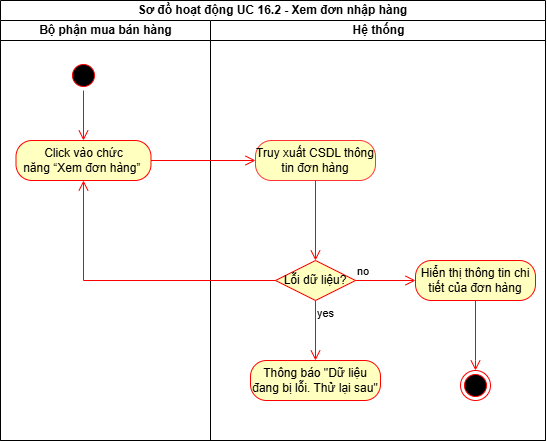 Sơ đồ hoạt động UC 16.2 - Xem đơn nhập hàng
Bộ phận mua bán hàng
Hệ thống
Click vào chức
năng “Xem đơn hàng”
Truy xuất CSDL thông
tin đơn hàng
Lỗi dữ liệu?
no
Hiển thị thông tin chi
tiết của đơn hàng
yes
Thông báo "Dữ liệu
đang bị lỗi. Thử lại sau"